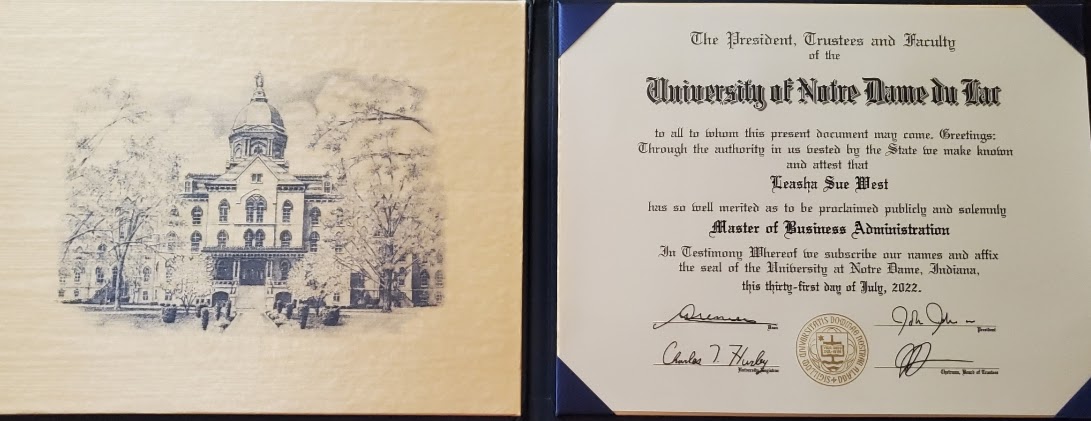 The President, Trustees and Faculty
of the
University of Notre Dame du Lac
to all to whom this present document may come, Greetings:
Through the authority in us vested by the State we make known
and attest that
Leasha Sue West
has so well merited as to be proclaimed publicly and solemnly
Master of Business Administration
In Testimony Whereof we subscribe our names and affix
the seal of the University at Notre Dame, Indiana,
this thirty-first day of July, 2022.
Dean
President
Charles T. Hurley
University Registrar
Chairman, Board of Trustees